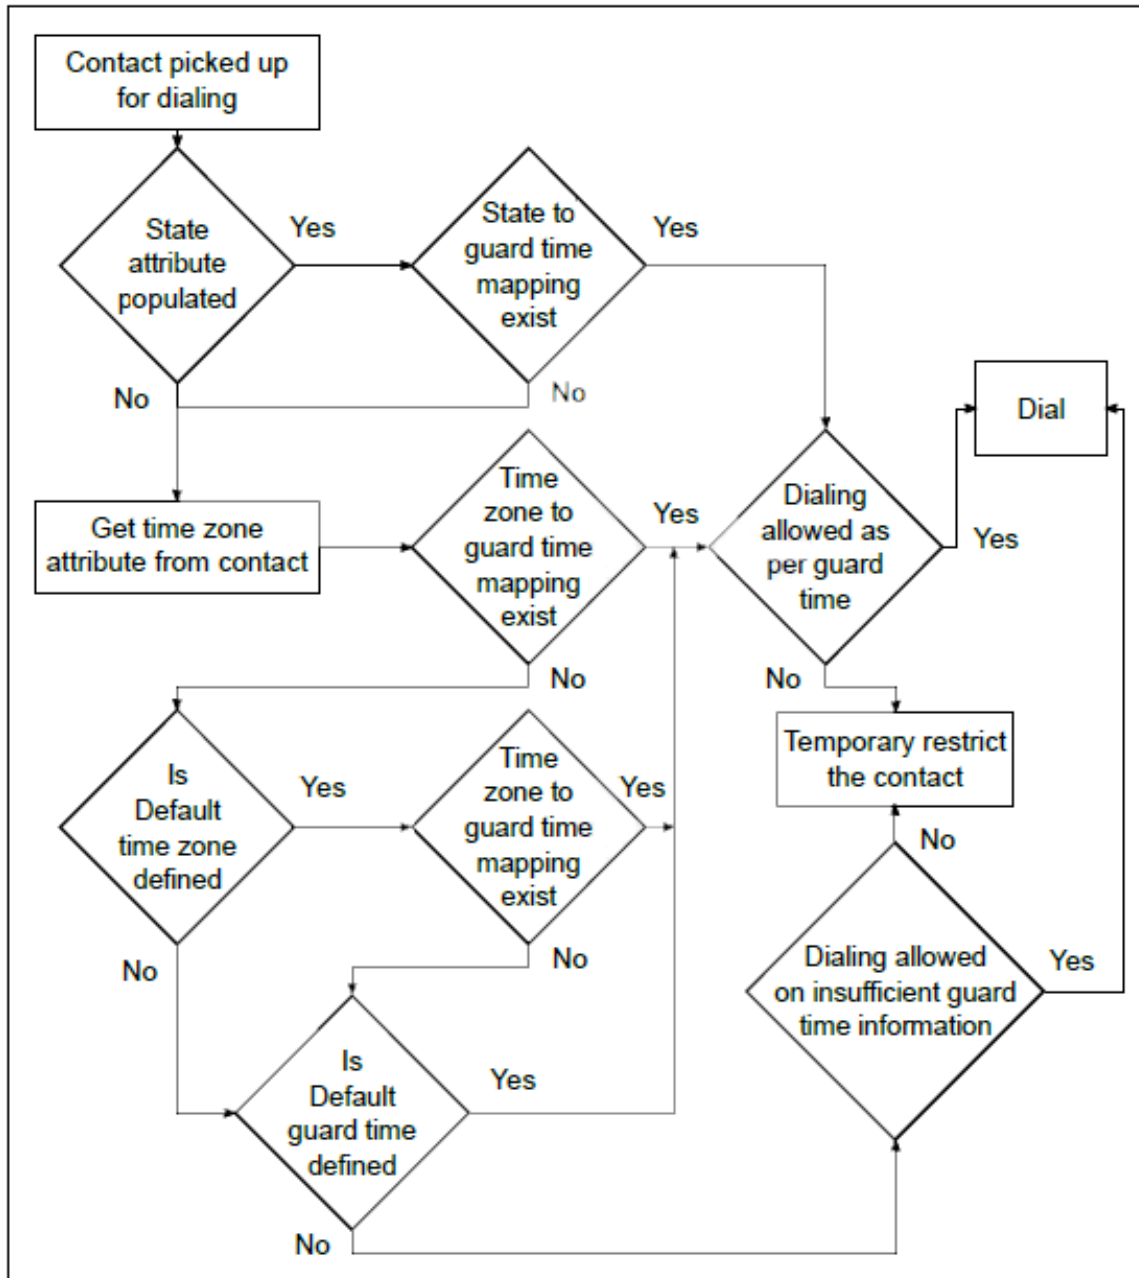 Contact picked up
for dialing
State
attribute
populated
Yes
State to
guard time
mapping
exist
Yes
No
No
Dial
Get time zone
attribute from contact
Time
zone to
guard time
mapping
exist
Yes
Dialing
allowed as
per guard
time
Yes
No
No
Temporary restrict
the contact
Is
Default
time zone
defined
Yes
Time
zone to
guard time
mapping
exist
Yes
No
No
No
Dialing allowed
on insufficient guard
time information
Yes
Is
Default
guard time
defined
Yes
No